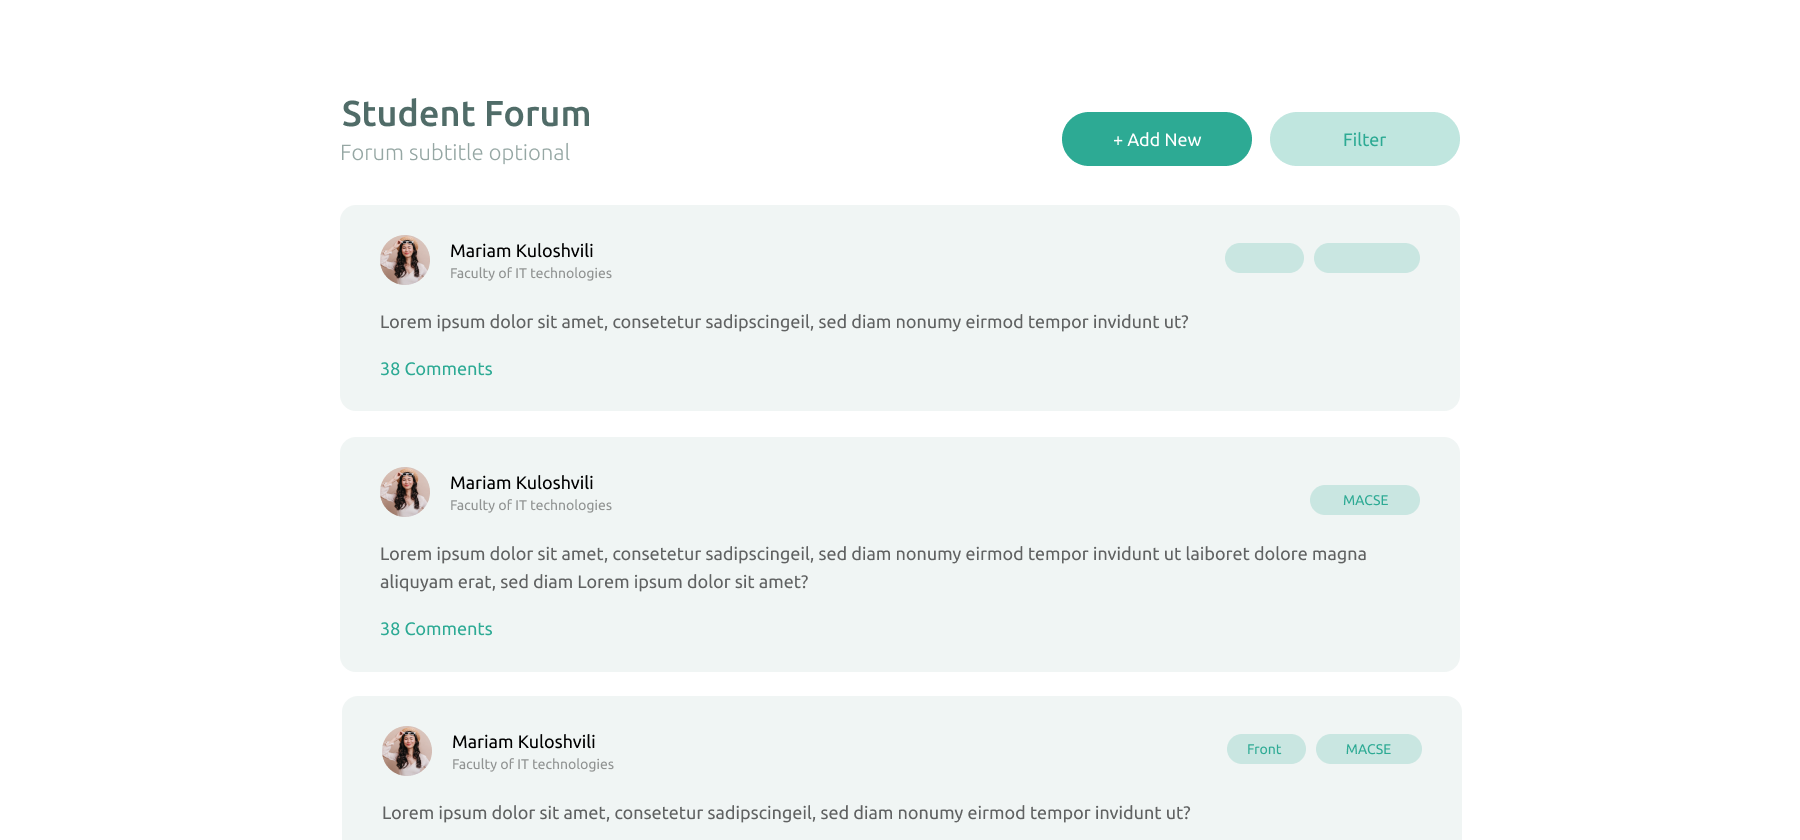 Student Forum
Forum subtitle optional
+ Add New
Filter
Mariam Kuloshvili
Faculty of IT technologies
Lorem ipsum dolor sit amet, consetetur sadipscingeil, sed diam nonumy eirmod tempor invidunt ut?
38 Comments
Mariam Kuloshvili
Faculty of IT technologies
MACSE
Lorem ipsum dolor sit amet, consetetur sadipscingeil, sed diam nonumy eirmod tempor invidunt ut laiboret dolore magna
aliquyam erat, sed diam Lorem ipsum dolor sit amet?
38 Comments
Mariam Kuloshvili
Faculty of IT technologies
Front
MACSE
Lorem ipsum dolor sit amet, consetetur sadipscingeil, sed diam nonumy eirmod tempor invidunt ut?